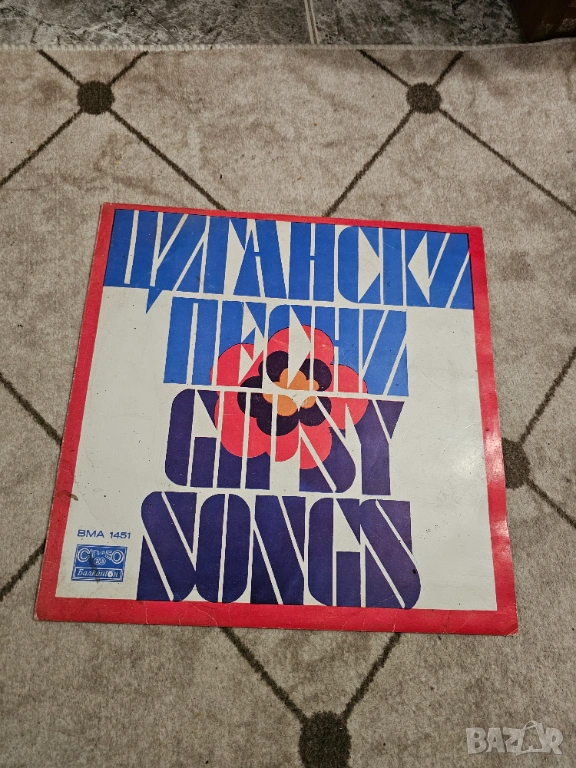 ЦИГАНСКИ
ПЕСНИ
GIPSY
SONGS
ВМА 1451
СТЕРЕО
Балкантон
BAZAR